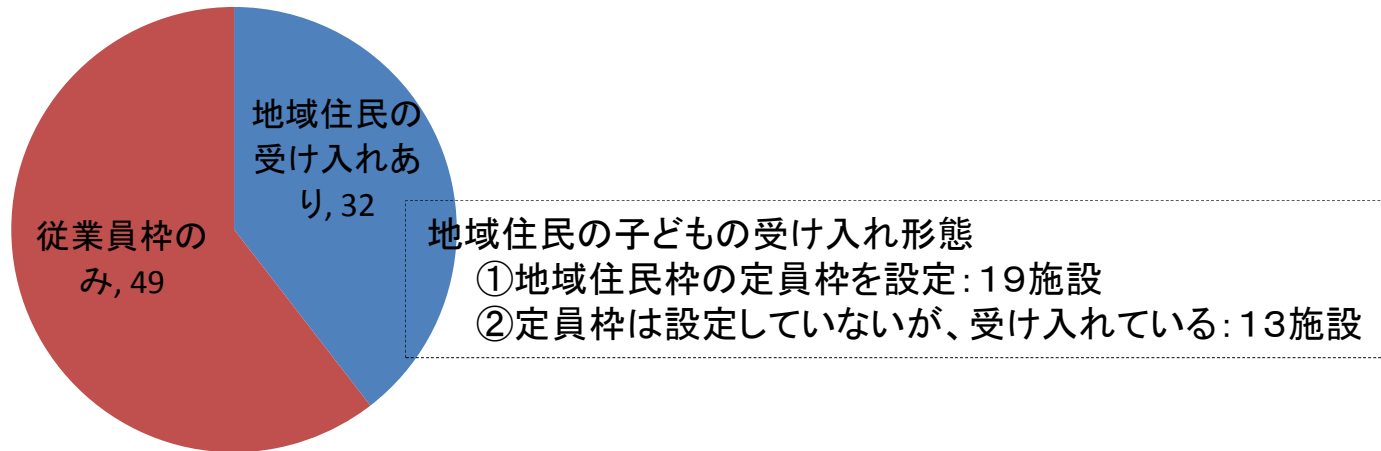 地域住民の
受け入れあ
り, 32
従業員枠の
み, 49
地域住民の子どもの受け入れ形態
①地域住民枠の定員枠を設定：１９施設
②定員枠は設定していないが、受け入れている：１３施設